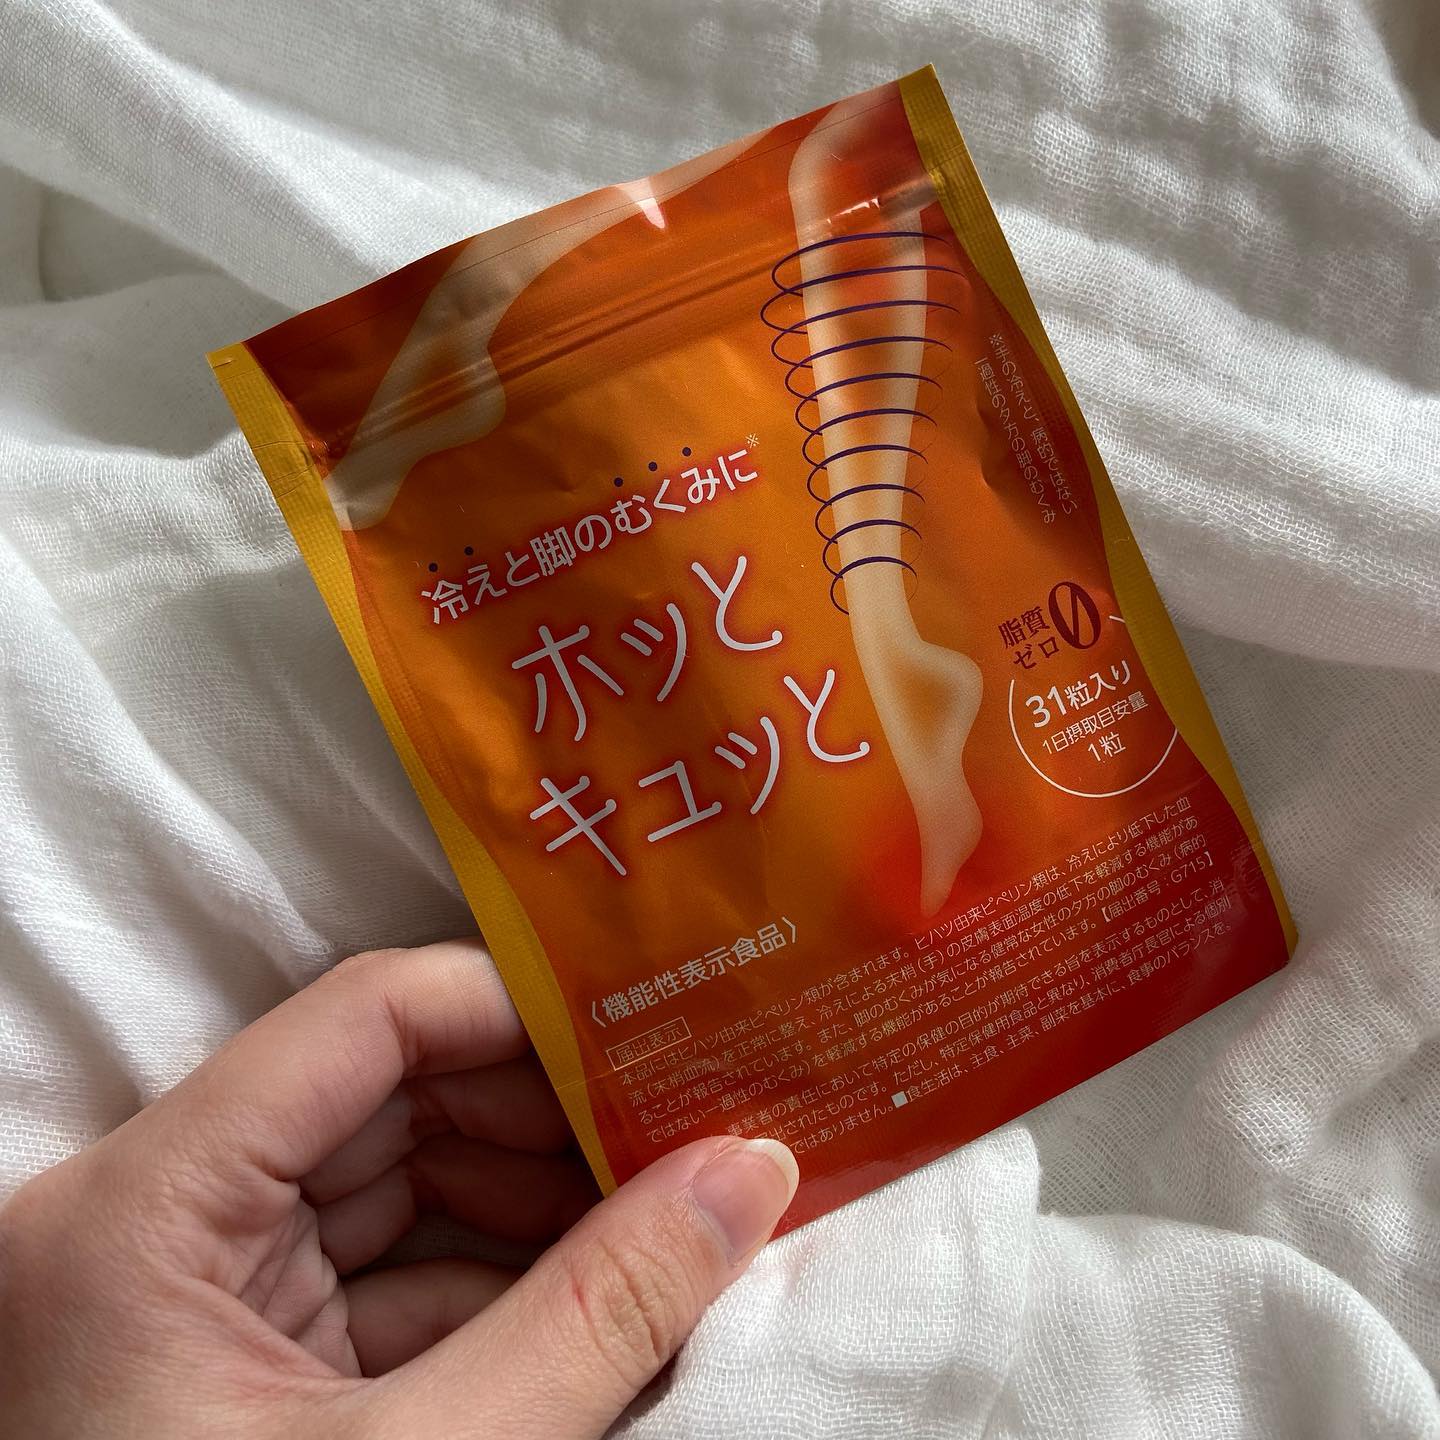 冷えと脚のむくみに※
ホッと
キュッと
※手の冷えと、病的ではない
一過性の夕方の脚のむくみ
脂質
ゼロ0
31粒入り
1日摂取目安量
1粒
〈機能性表示食品〉
届出表示
本品にはヒハツ由来ピペリン類が含まれます。ヒハツ由来ピペリン類は、冷えにより低下した血
流(末梢血流)を正常に整え、冷えによる末梢(手)の皮膚表面温度の低下を軽減する機能があ
ることが報告されています。また、脚のむくみが気になる健常な女性の夕方の脚のむくみ(病的
ではない一過性のむくみ)を軽減する機能があることが報告されています。【届出番号:G715】
事業者の責任において特定の保健の目的が期待できる旨を表示するものとして、消
届出されたものです。ただし、特定保健用食品と異なり、消費者庁長官による個別
ではありません。■食生活は、主食、主菜、副菜を基本に、食事のバランスを。